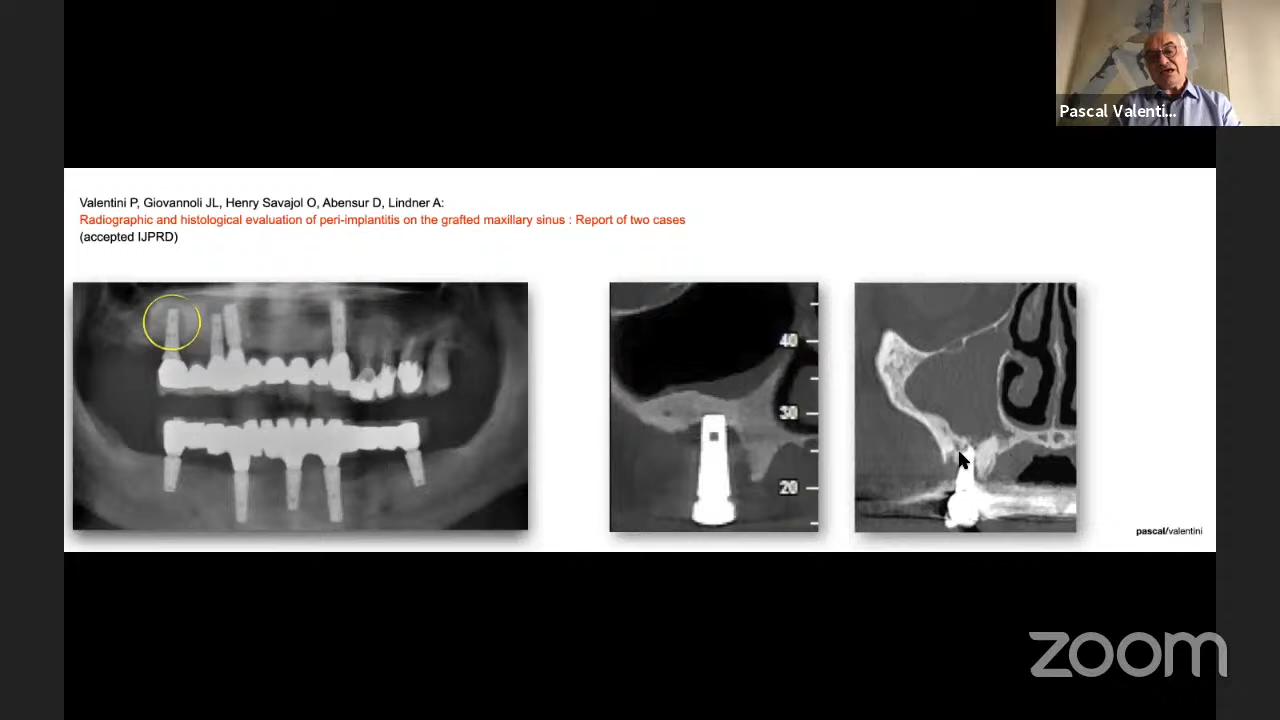 Pascal Valenti...
Valentini P, Giovannoli JL, Henry Savajol O, Abensur D, Lindner A:
Radiographic and histological evaluation of peri-implantitis on the grafted maxillary sinus : Report of two cases
(accepted IJPRD)
40
30
20
pascal/valentini
zoom